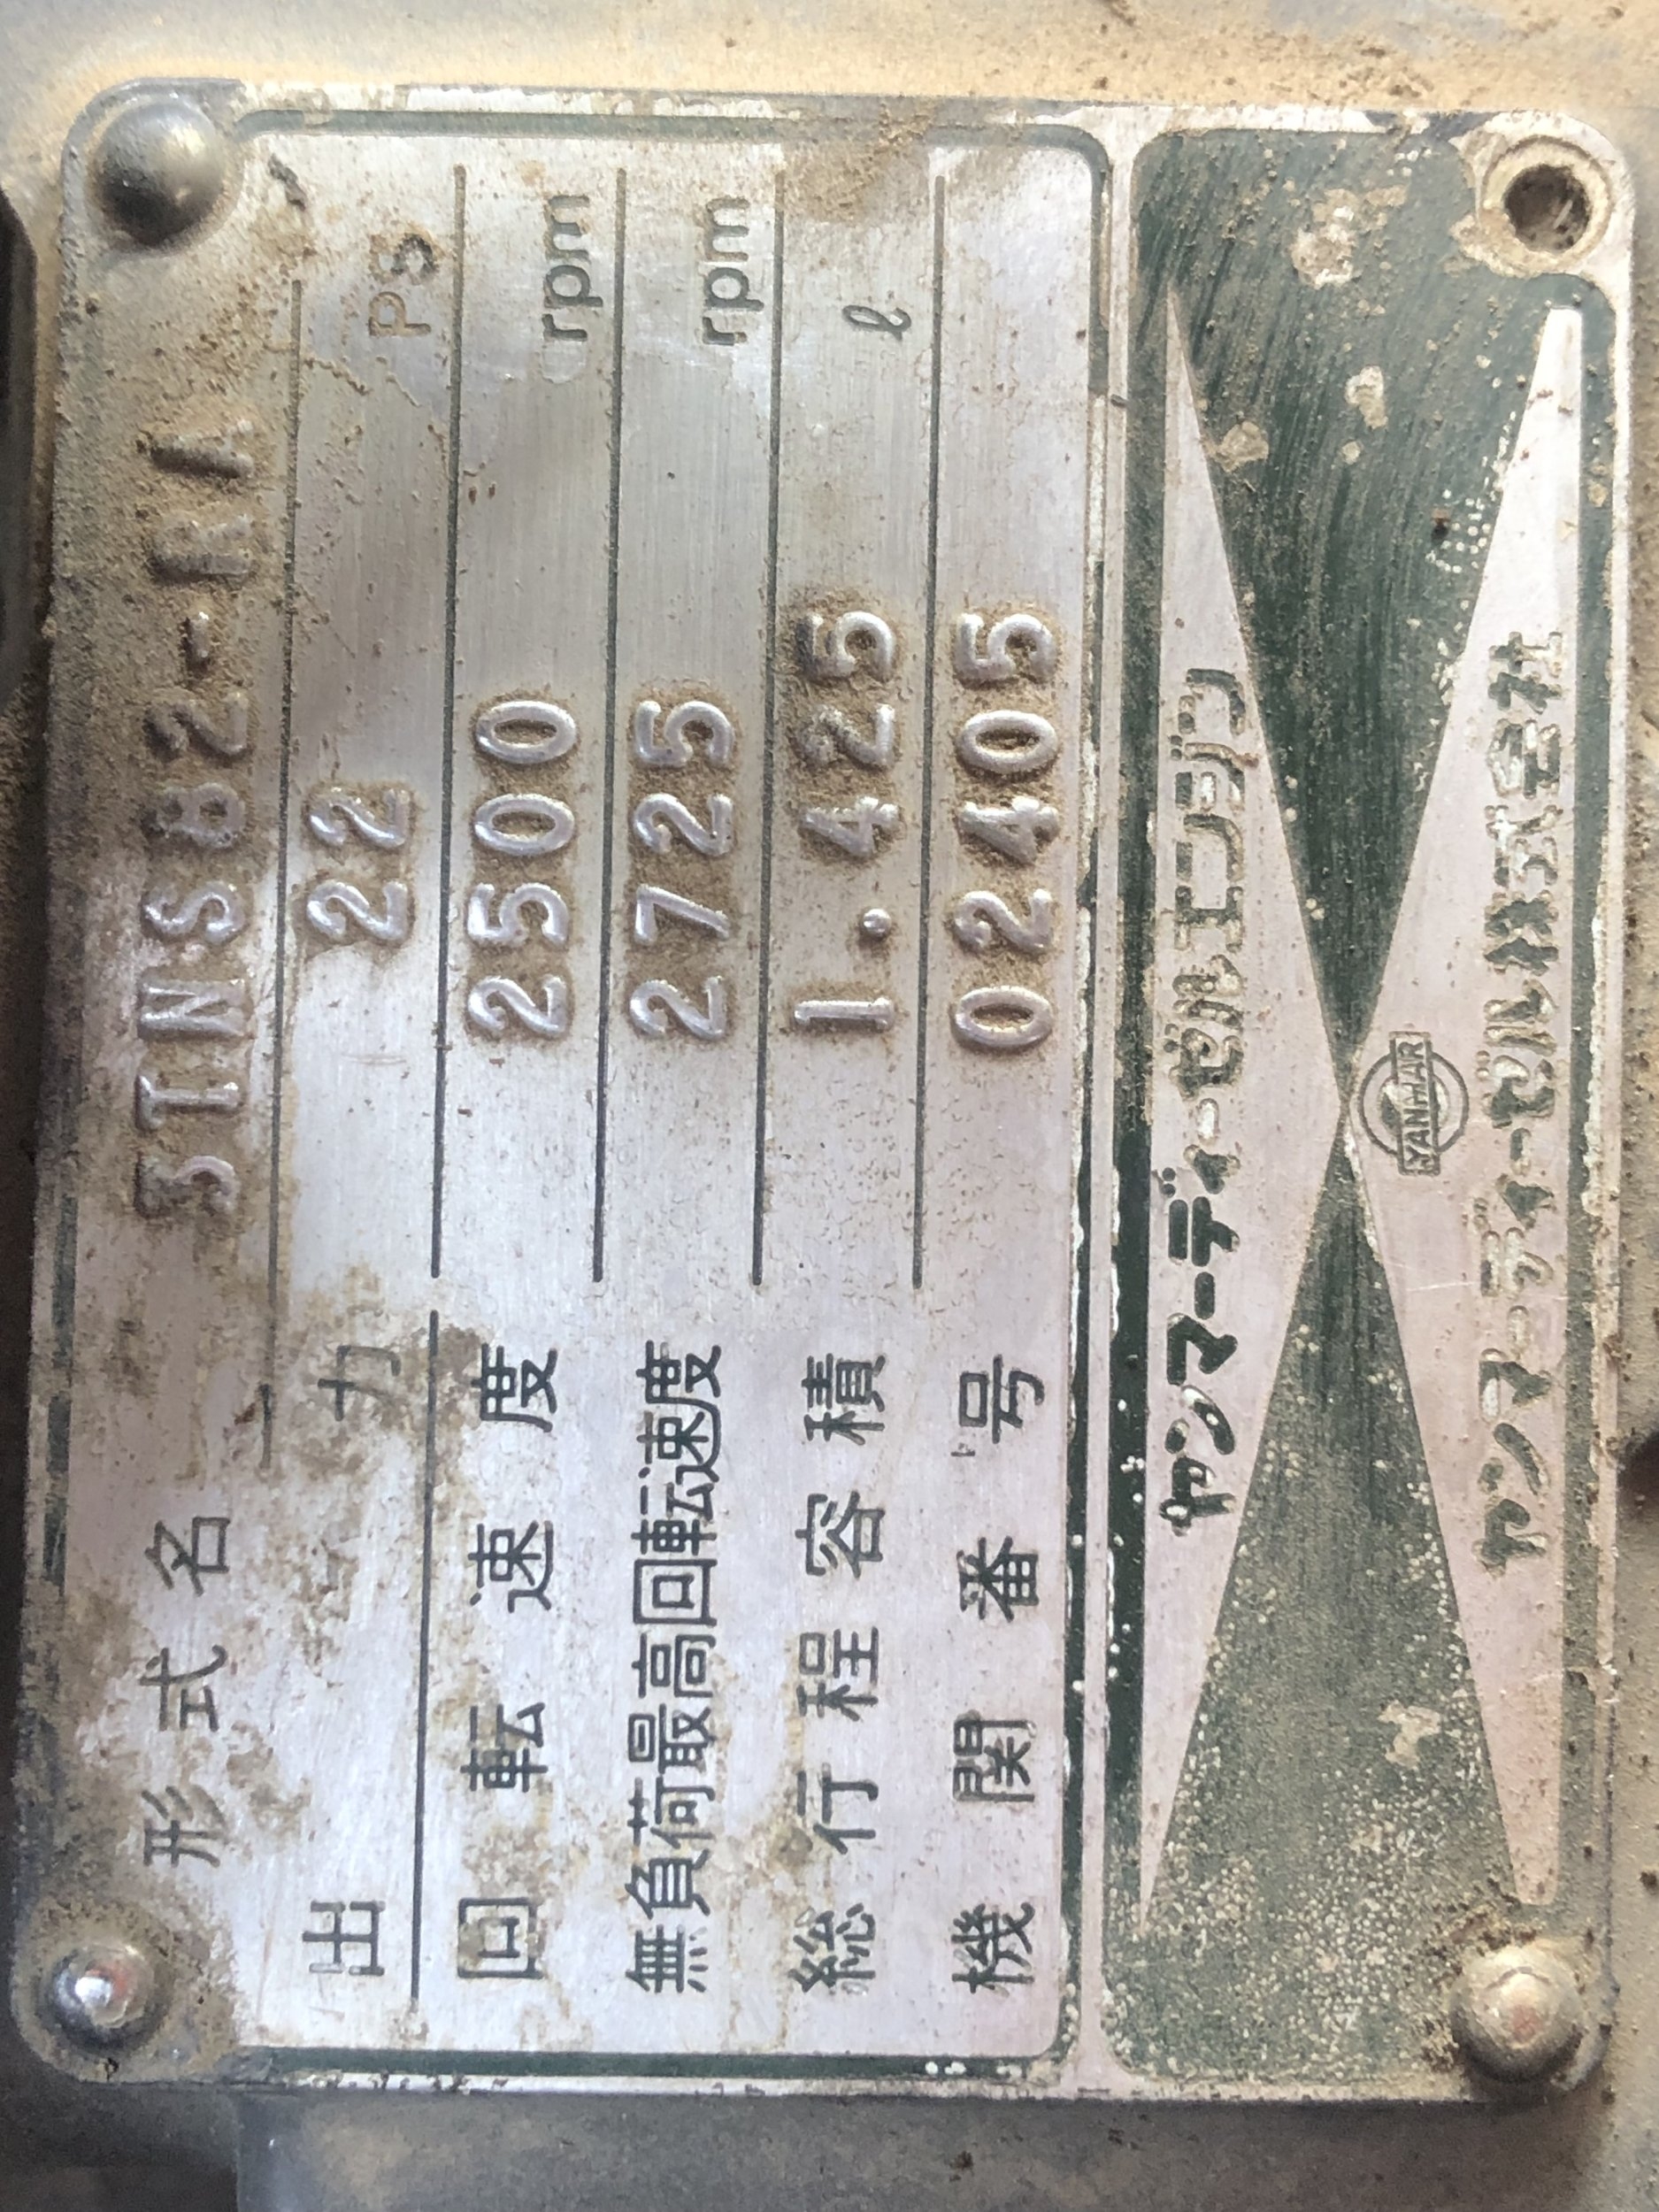 形式名 3TN82-RA
出力 22 PS
回転速度 2500 rpm
無負荷最高回転速度 2725 rpm
総行程容積 1.425 ℓ
機関番号 02405
ヤンマーディーゼルエンジン
YANMAR
ヤンマーディーゼル株式会社